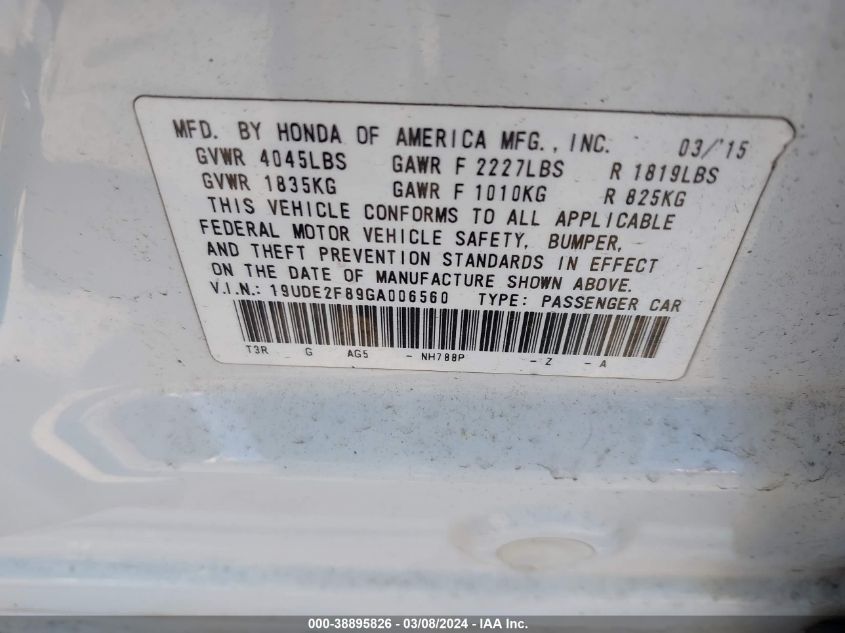 MFD. BY HONDA OF AMERICA MFG., INC. 03/'15
GVWR 4045LBS GAWR F 2227LBS R 1819LBS
GVWR 1835KG GAWR F 1010KG R 825KG
THIS VEHICLE CONFORMS TO ALL APPLICABLE
FEDERAL MOTOR VEHICLE SAFETY, BUMPER,
AND THEFT PREVENTION STANDARDS IN EFFECT
ON THE DATE OF MANUFACTURE SHOWN ABOVE.
V.I.N.: 19UDE2F89GA006560 TYPE: PASSENGER CAR
T3R G AG5 - NH788P - Z - A
000-38895826 - 03/08/2024 - IAA Inc.